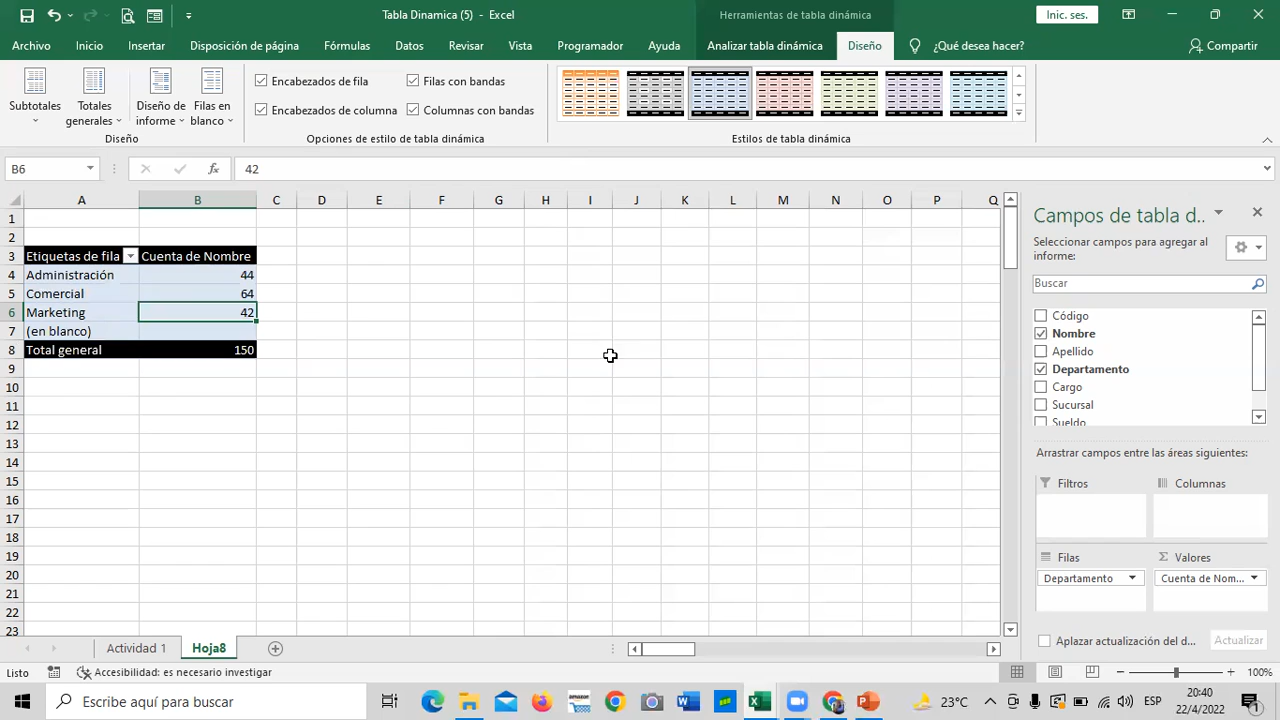 Tabla Dinamica (5) - Excel
Herramientas de tabla dinámica
Inic. ses.
Archivo Inicio Insertar Disposición de página Fórmulas Datos Revisar Vista Programador Ayuda Analizar tabla dinámica Diseño ¿Qué desea hacer? Compartir
Subtotales
Totales generales
Diseño de informe
Filas en blanco
Encabezados de fila
Filas con bandas
Encabezados de columna
Columnas con bandas
Diseño
Opciones de estilo de tabla dinámica
Estilos de tabla dinámica
B6
fx
42
A B C D E F G H I J K L M N O P Q
1
2
3 Etiquetas de fila Cuenta de Nombre
4 Administración 44
5 Comercial 64
6 Marketing 42
7 (en blanco)
8 Total general 150
9
10
11
12
13
14
15
16
17
18
19
20
21
22
23
Campos de tabla d...
Seleccionar campos para agregar al
informe:
Buscar
Código
Nombre
Apellido
Departamento
Cargo
Sucursal
Sueldo
Arrastrar campos entre las áreas siguientes:
Filtros
Columnas
Filas
Σ Valores
Departamento
Cuenta de Nom...
Aplazar actualización del d...
Actualizar
Actividad 1
Hoja8
Listo
Accesibilidad: es necesario investigar
100%
Escribe aquí para buscar
amazon
23°C
ESP
20:40
22/4/2022